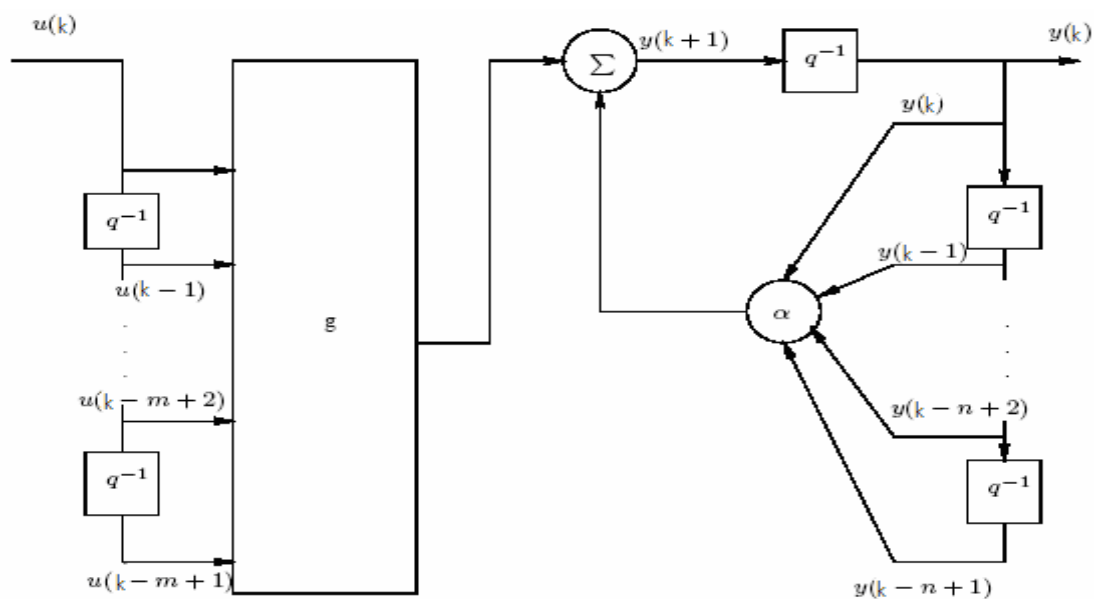 u(k)
y(k + 1)
q⁻¹
y(k)
Σ
y(k)
q⁻¹
q⁻¹
y(k − 1)
u(k − 1)
g
α
u(k − m + 2)
y(k − n + 2)
q⁻¹
q⁻¹
u(k − m + 1)
y(k − n + 1)